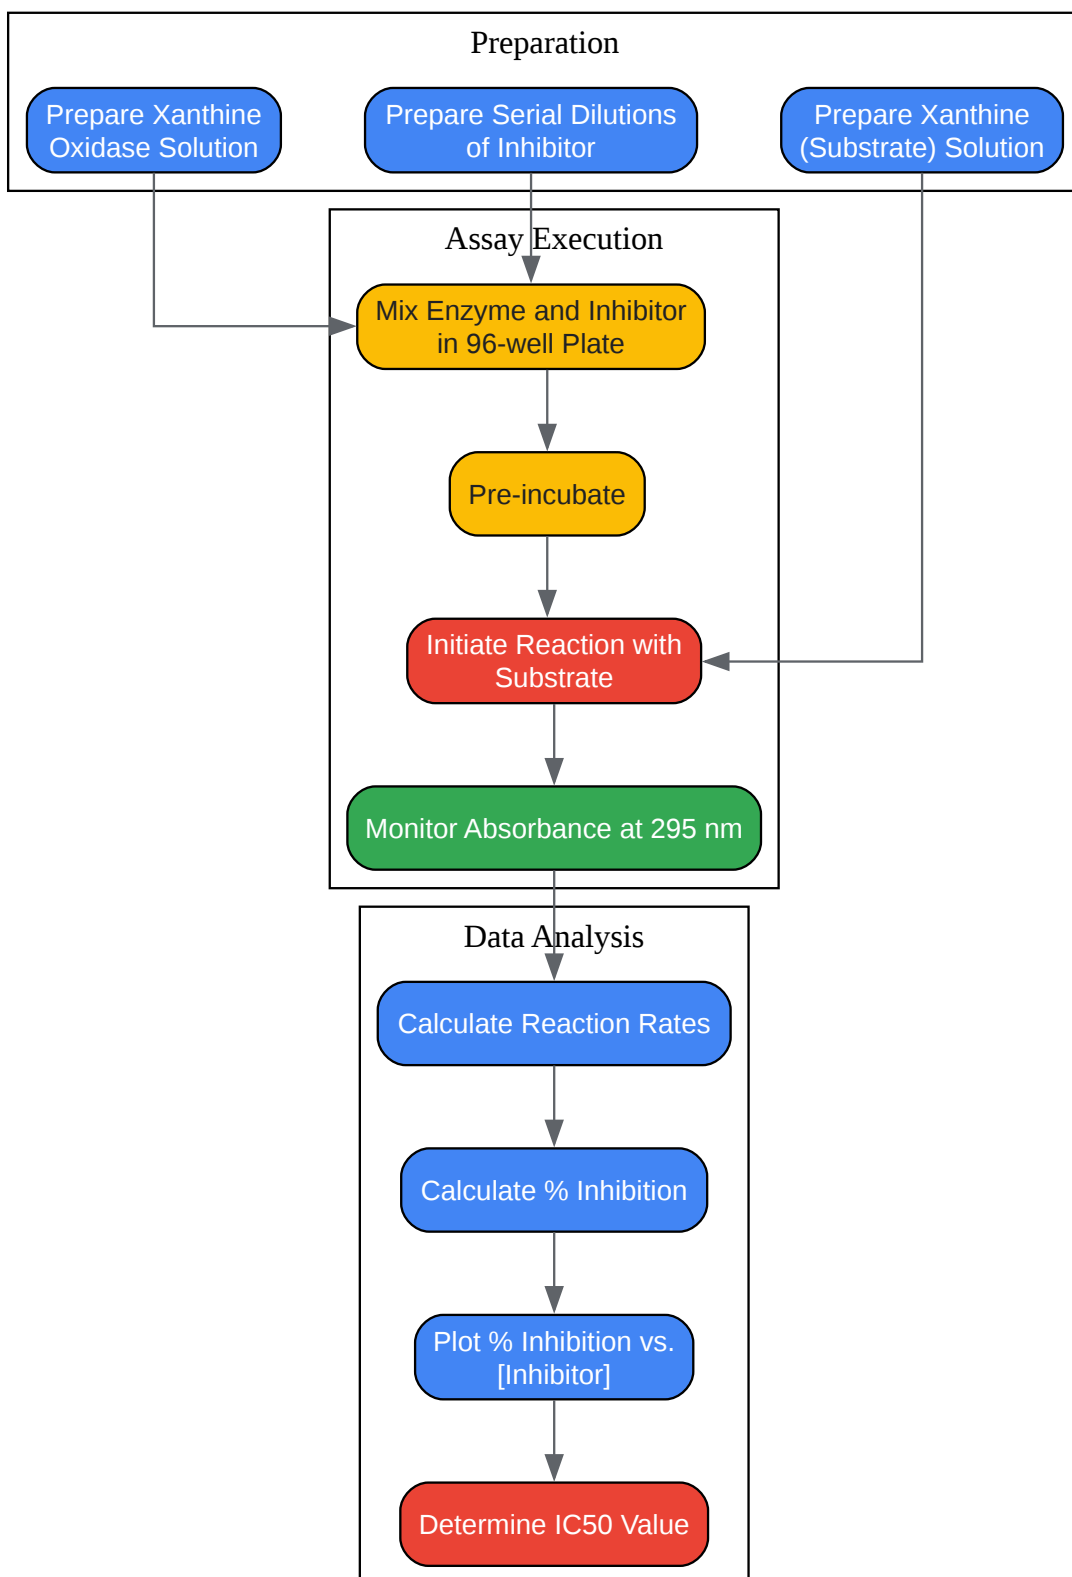 Preparation
Prepare Xanthine
Oxidase Solution
Prepare Serial Dilutions
of Inhibitor
Prepare Xanthine
(Substrate) Solution
Assay Execution
Mix Enzyme and Inhibitor
in 96-well Plate
Pre-incubate
Initiate Reaction with
Substrate
Monitor Absorbance at 295 nm
Data Analysis
Calculate Reaction Rates
Calculate % Inhibition
Plot % Inhibition vs.
[Inhibitor]
Determine IC50 Value